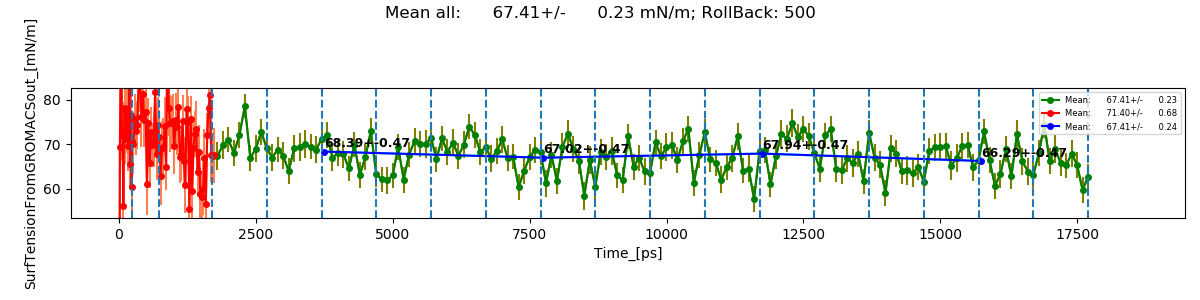 Mean all:      67.41+/-      0.23 mN/m; RollBack: 500
SurfTensionFromGROMACSout_[mN/m]
80
70
60
68.39+-0.47
67.02+-0.47
67.94+-0.47
66.29+-0.47
Mean:      67.41+/-      0.23
Mean:      71.40+/-      0.68
Mean:      67.41+/-      0.24
0 2500 5000 7500 10000 12500 15000 17500
Time_[ps]